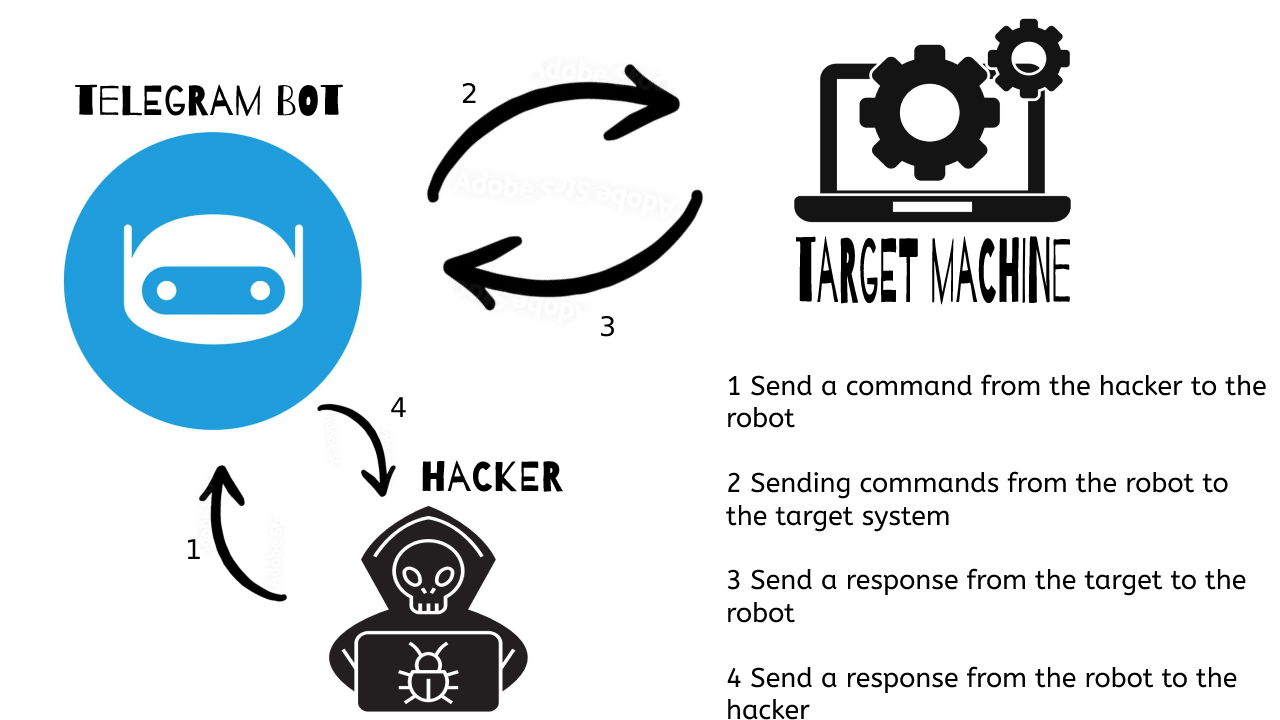 TELEGRAM BOT
2
TARGET MACHINE
3
4
HACKER
1
1 Send a command from the hacker to the
robot
2 Sending commands from the robot to
the target system
3 Send a response from the target to the
robot
4 Send a response from the robot to the
hacker